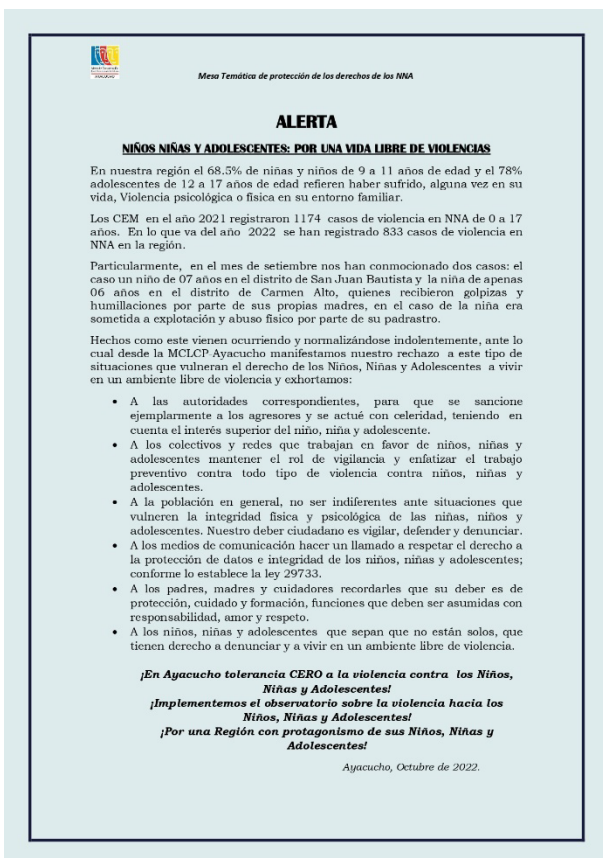 Mesa Temática de protección de los derechos de los NNA
ALERTA
NIÑOS NIÑAS Y ADOLESCENTES: POR UNA VIDA LIBRE DE VIOLENCIAS
En nuestra región el 68.5% de niñas y niños de 9 a 11 años de edad y el 78%
adolescentes de 12 a 17 años de edad refieren haber sufrido, alguna vez en su
vida, Violencia psicológica o física en su entorno familiar.
Los CEM en el año 2021 registraron 1174 casos de violencia en NNA de 0 a 17
años. En lo que va del año 2022 se han registrado 833 casos de violencia en
NNA en la región.
Particularmente, en el mes de setiembre nos han conmocionado dos casos: el
caso un niño de 07 años en el distrito de San Juan Bautista y la niña de apenas
06 años en el distrito de Carmen Alto, quienes recibieron golpizas y
humillaciones por parte de sus propias madres, en el caso de la niña era
sometida a explotación y abuso físico por parte de su padrastro.
Hechos como este vienen ocurriendo y normalizándose indolentemente, ante lo
cual desde la MCLCP-Ayacucho manifestamos nuestro rechazo a este tipo de
situaciones que vulneran el derecho de los Niños, Niñas y Adolescentes a vivir
en un ambiente libre de violencia y exhortamos:
• A las autoridades correspondientes, para que se sancione
ejemplarmente a los agresores y se actué con celeridad, teniendo en
cuenta el interés superior del niño, niña y adolescente.
• A los colectivos y redes que trabajan en favor de niños, niñas y
adolescentes mantener el rol de vigilancia y enfatizar el trabajo
preventivo contra todo tipo de violencia contra niños, niñas y
adolescentes.
• A la población en general, no ser indiferentes ante situaciones que
vulneren la integridad física y psicológica de las niñas, niños y
adolescentes. Nuestro deber ciudadano es vigilar, defender y denunciar.
• A los medios de comunicación hacer un llamado a respetar el derecho a
la protección de datos e integridad de los niños, niñas y adolescentes;
conforme lo establece la ley 29733.
• A los padres, madres y cuidadores recordarles que su deber es de
protección, cuidado y formación, funciones que deben ser asumidas con
responsabilidad, amor y respeto.
• A los niños, niñas y adolescentes que sepan que no están solos, que
tienen derecho a denunciar y a vivir en un ambiente libre de violencia.
¡En Ayacucho tolerancia CERO a la violencia contra los Niños,
Niñas y Adolescentes!
¡Implementemos el observatorio sobre la violencia hacia los
Niños, Niñas y Adolescentes!
¡Por una Región con protagonismo de sus Niños, Niñas y
Adolescentes!
Ayacucho, Octubre de 2022.